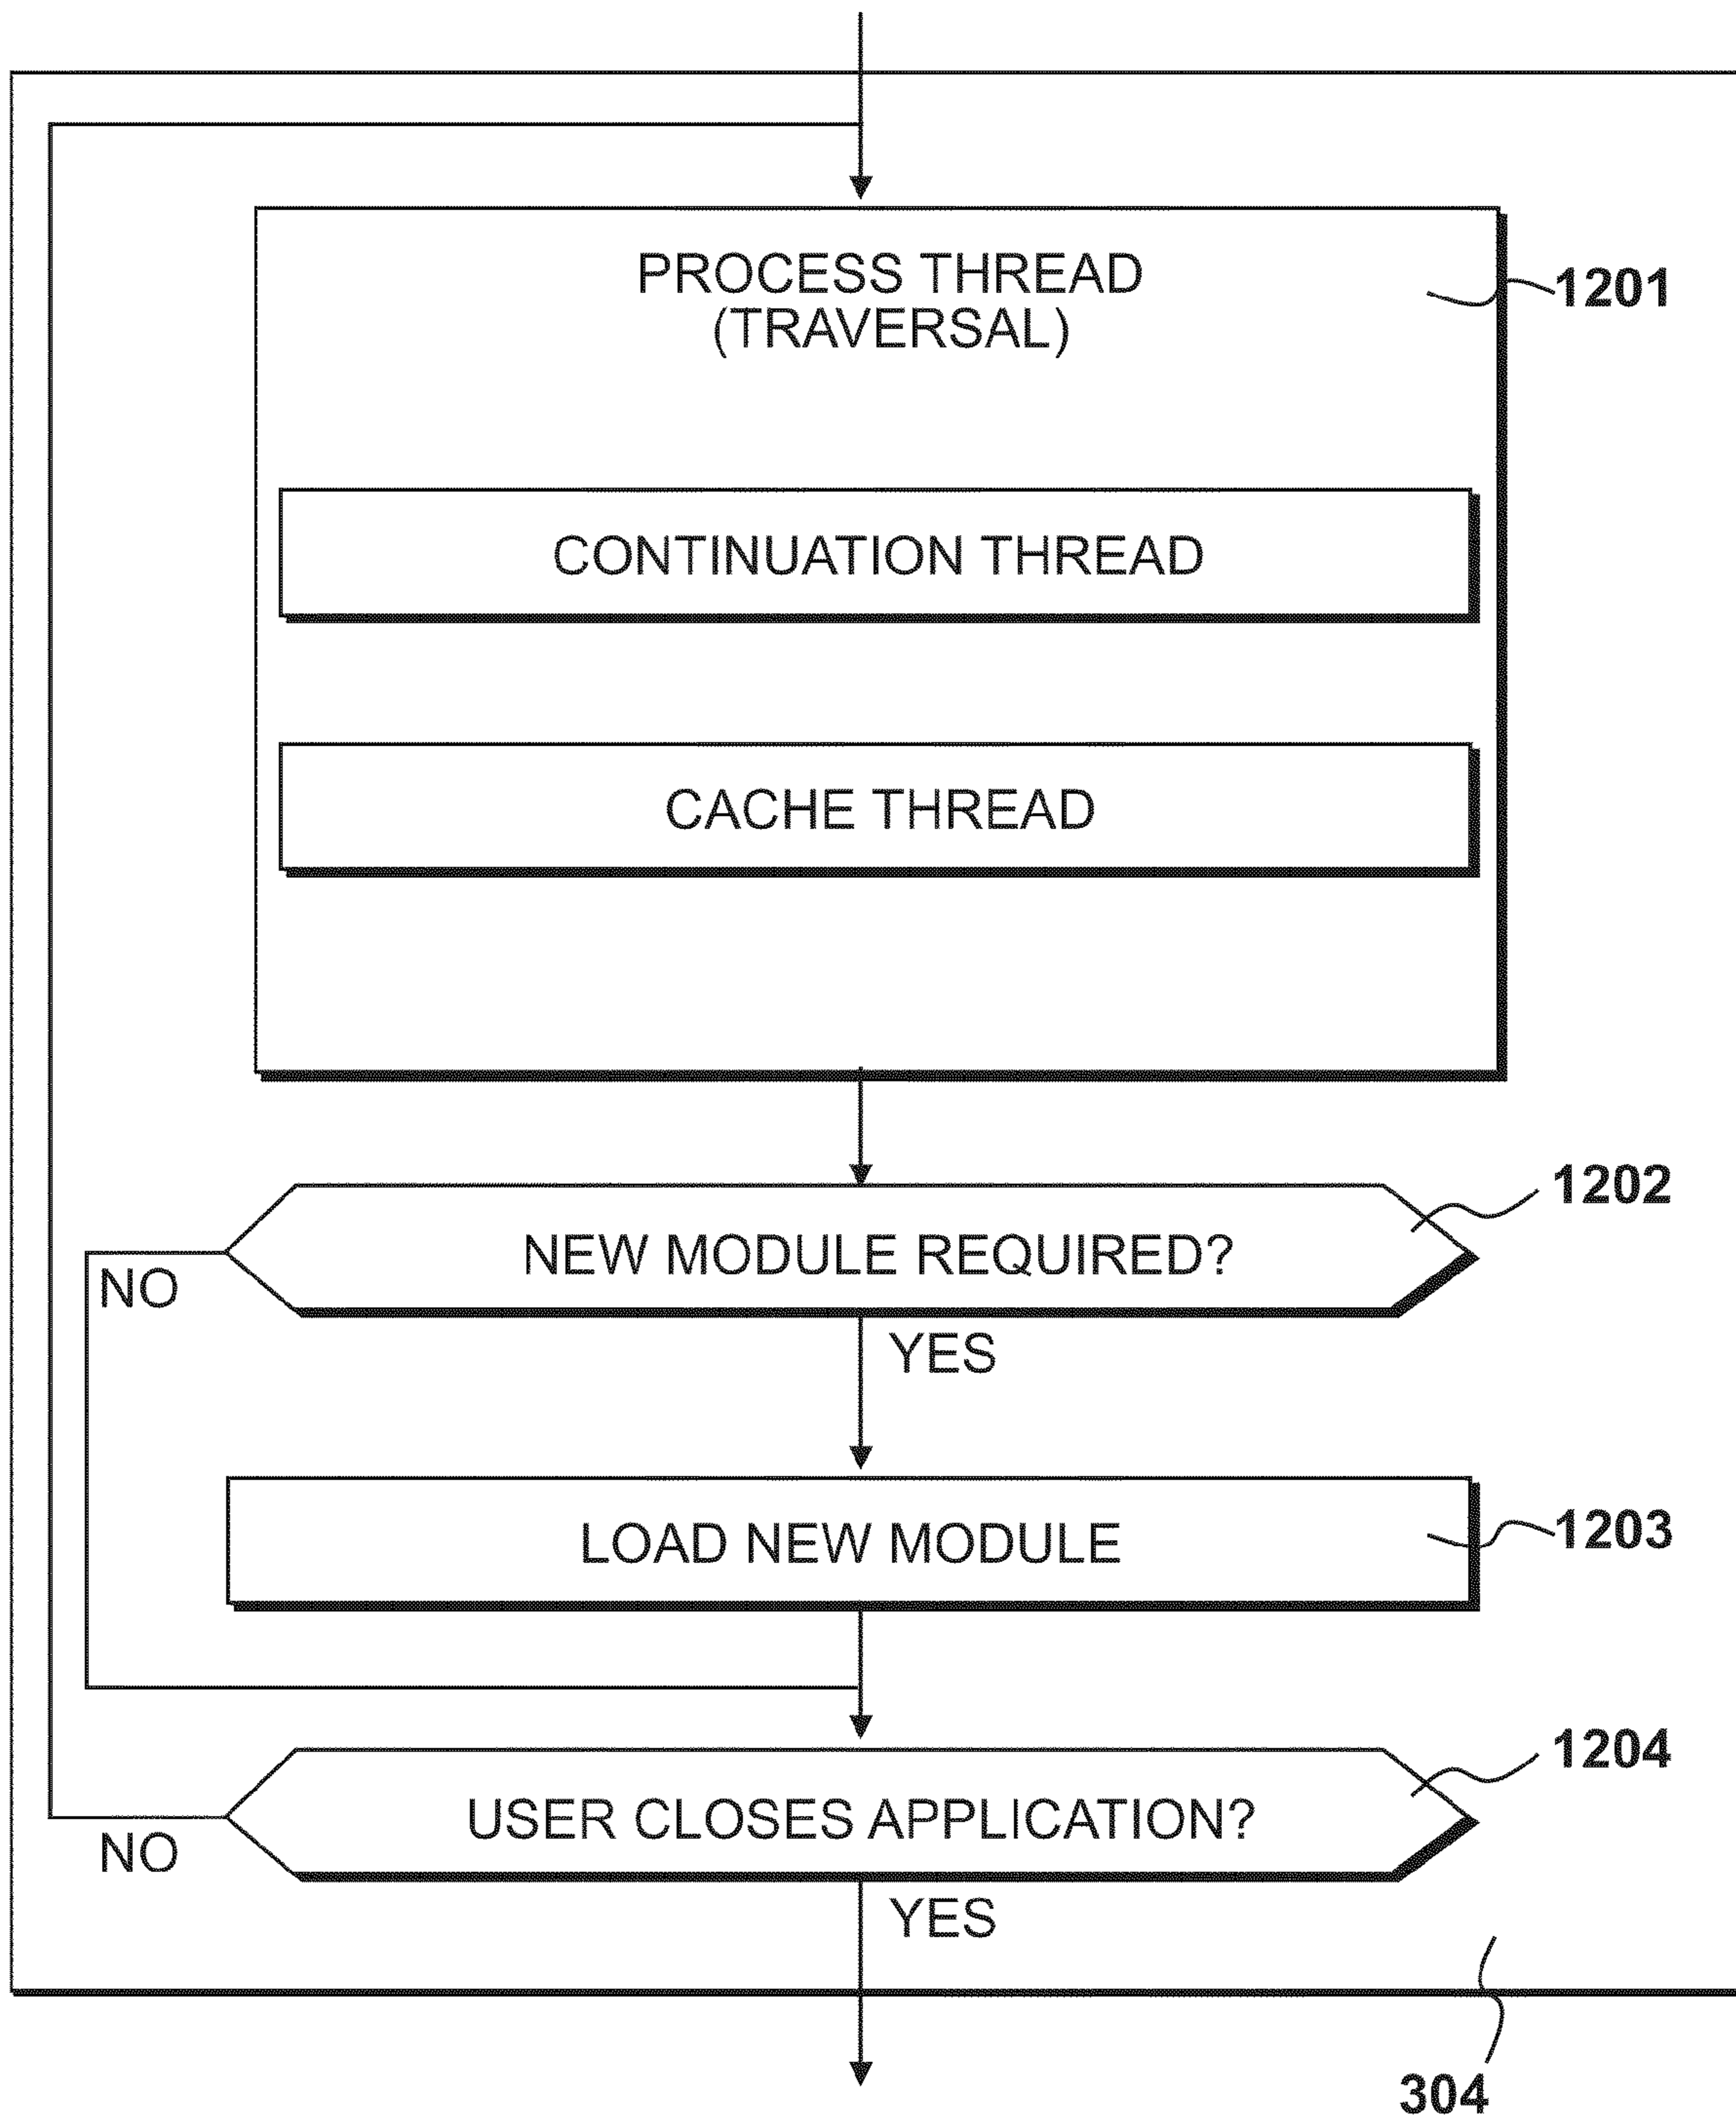 PROCESS THREAD
(TRAVERSAL)
1201
CONTINUATION THREAD
CACHE THREAD
1202
NEW MODULE REQUIRED?
NO
YES
LOAD NEW MODULE
1203
1204
USER CLOSES APPLICATION?
NO
YES
304